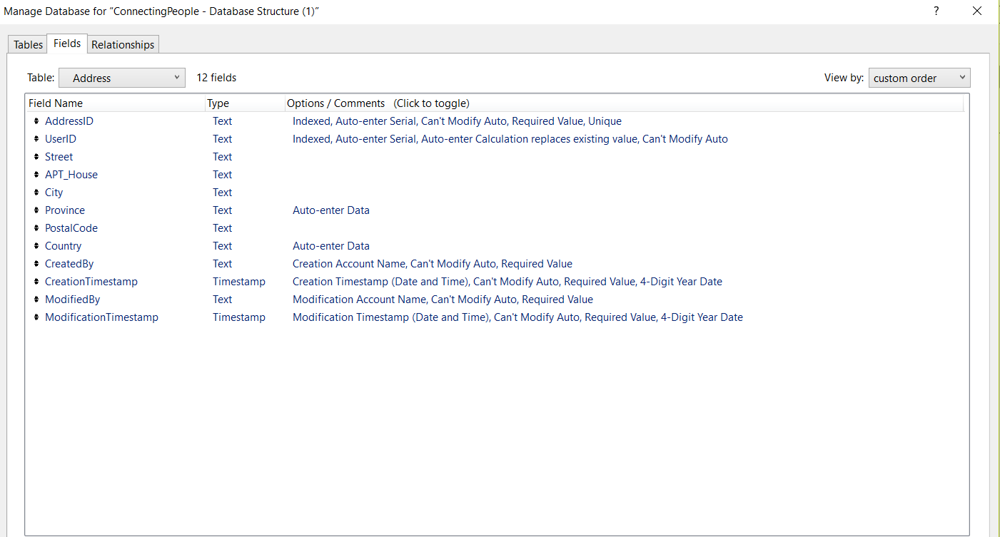 Manage Database for “ConnectingPeople - Database Structure (1)” ?
Tables Fields Relationships
Table: Address 12 fields View by: custom order
Field Name Type Options / Comments (Click to toggle)
AddressID Text Indexed, Auto-enter Serial, Can't Modify Auto, Required Value, Unique
UserID Text Indexed, Auto-enter Serial, Auto-enter Calculation replaces existing value, Can't Modify Auto
Street Text
APT_House Text
City Text
Province Text Auto-enter Data
PostalCode Text
Country Text Auto-enter Data
CreatedBy Text Creation Account Name, Can't Modify Auto, Required Value
CreationTimestamp Timestamp Creation Timestamp (Date and Time), Can't Modify Auto, Required Value, 4-Digit Year Date
ModifiedBy Text Modification Account Name, Can't Modify Auto, Required Value
ModificationTimestamp Timestamp Modification Timestamp (Date and Time), Can't Modify Auto, Required Value, 4-Digit Year Date